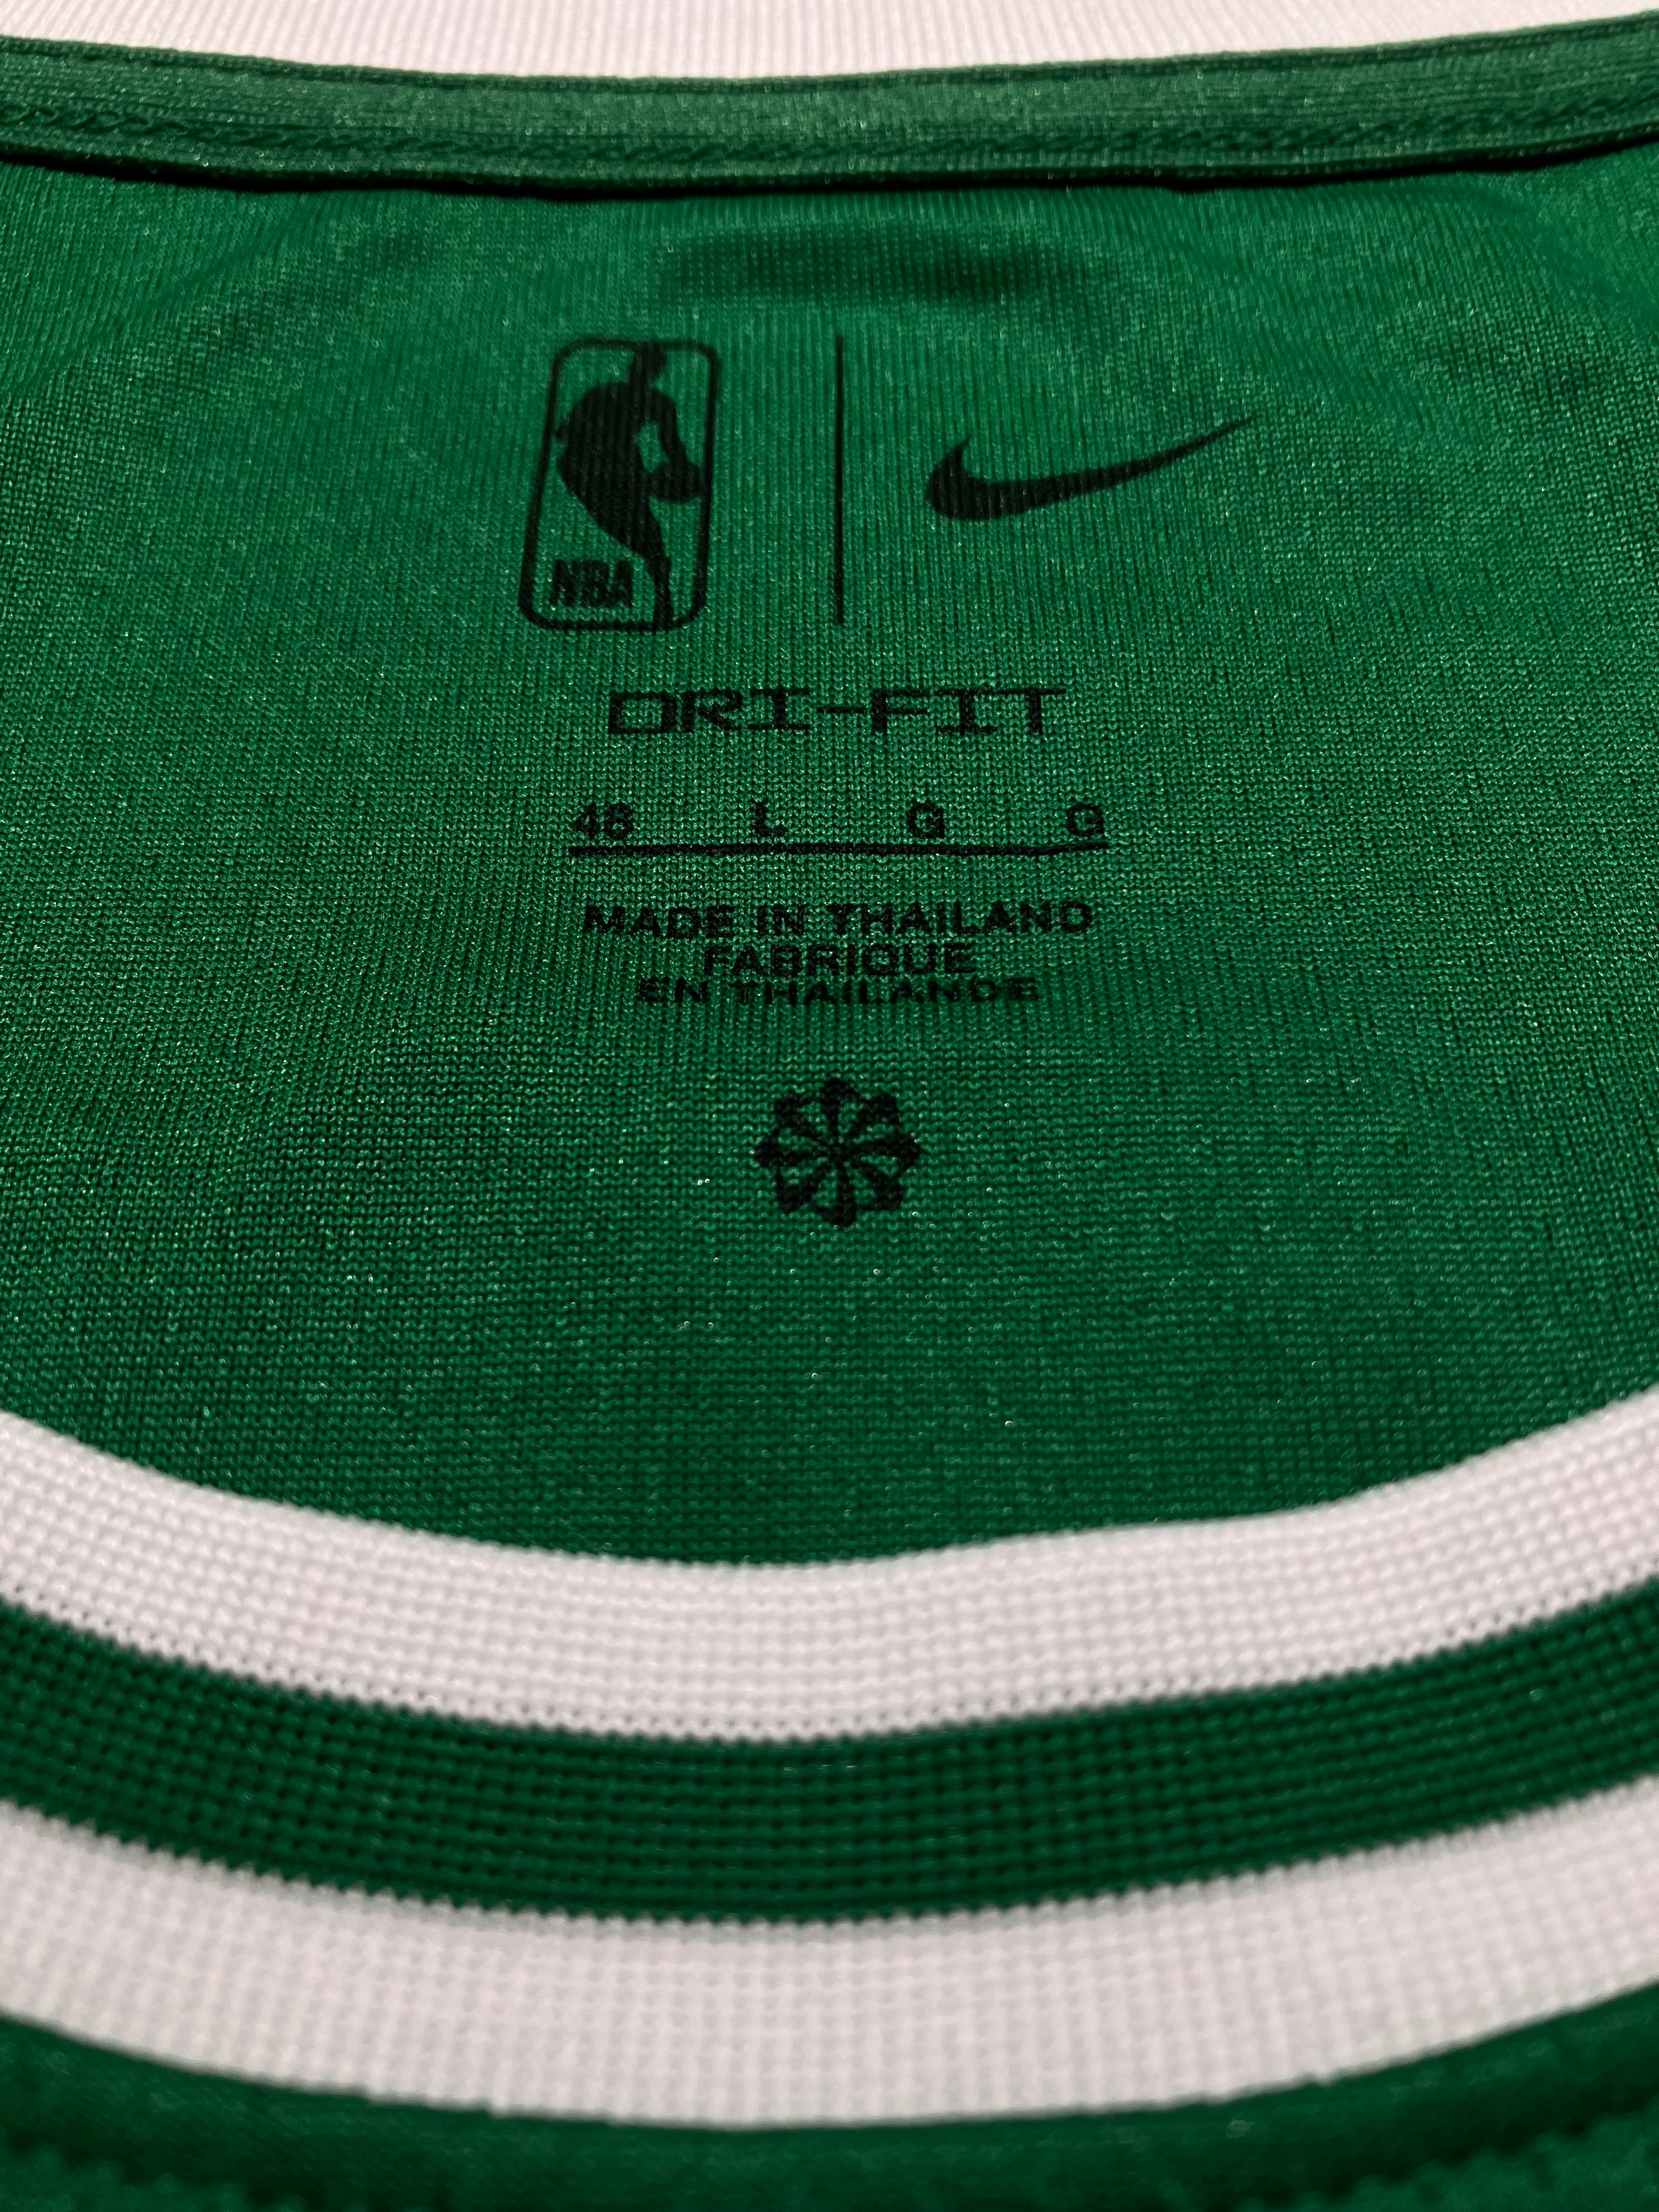 NBA
DRI-FIT
48 L G G
MADE IN THAILAND
FABRIQUE
EN THAILANDE